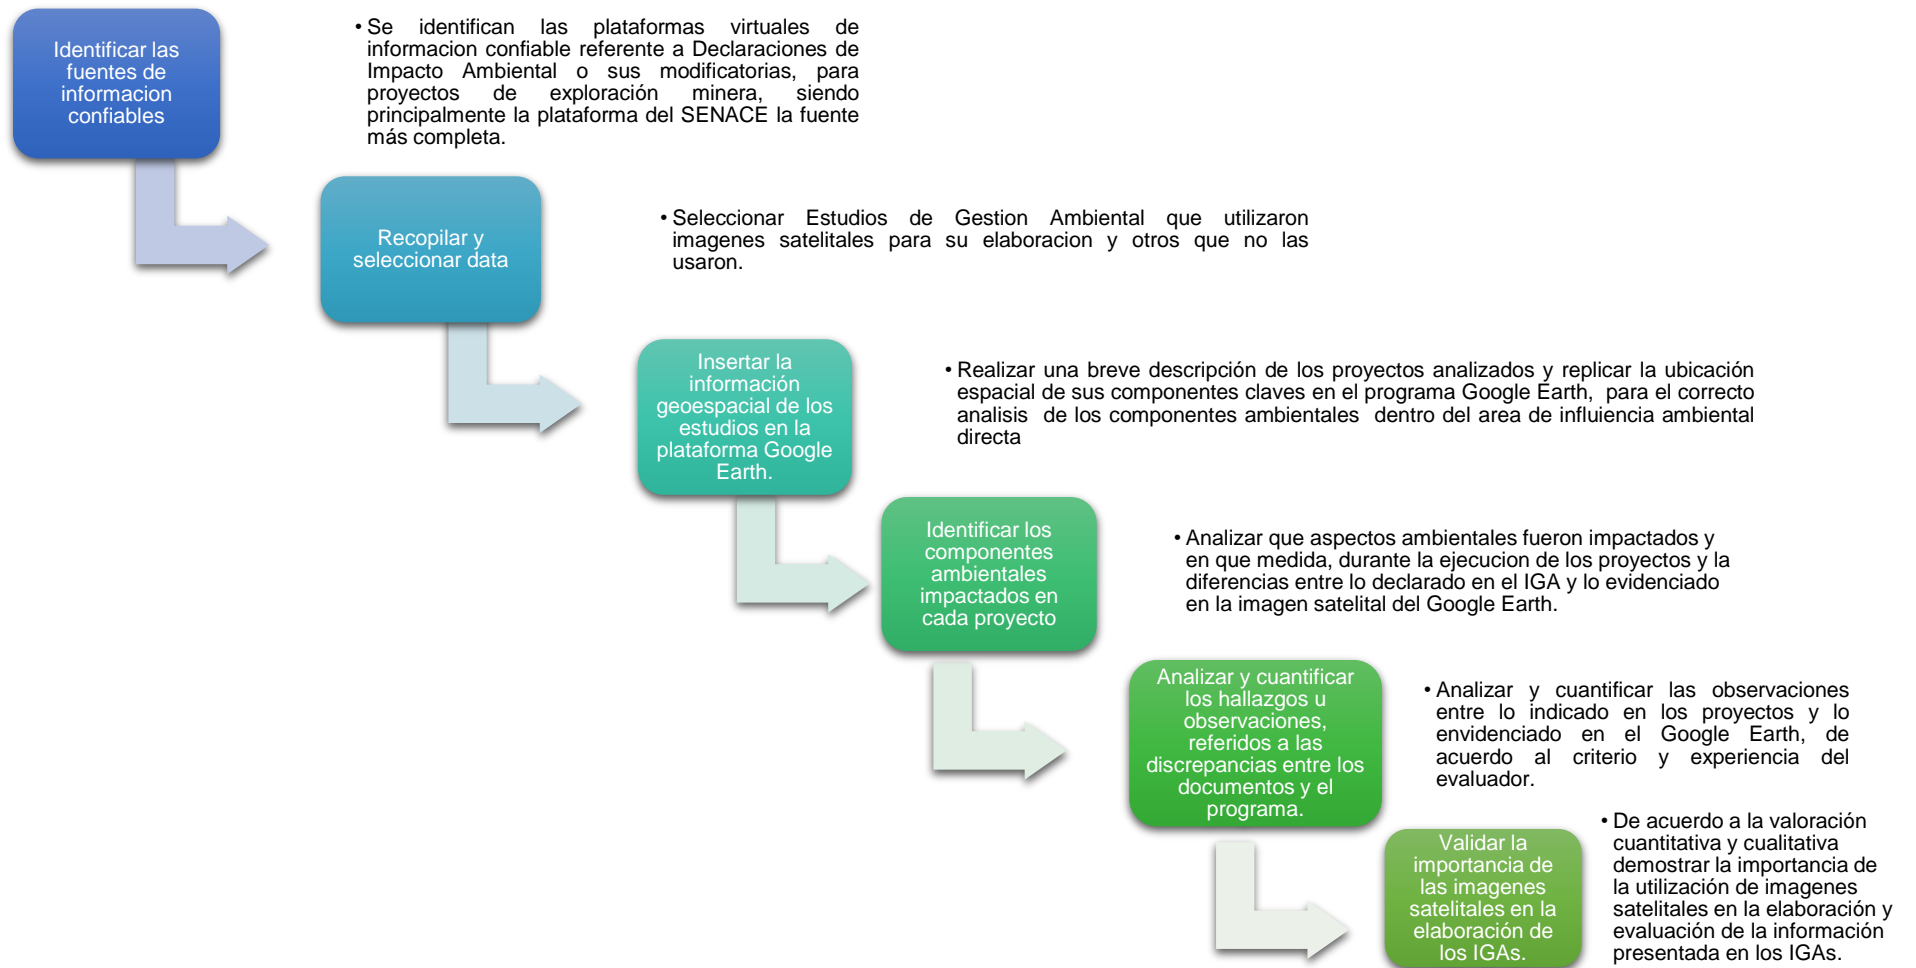 Identificar las
fuentes de
informacion
confiables
• Se identifican las plataformas virtuales de
informacion confiable referente a Declaraciones de
Impacto Ambiental o sus modificatorias, para
proyectos de exploración minera, siendo
principalmente la plataforma del SENACE la fuente
más completa.
Recopilar y
seleccionar data
• Seleccionar Estudios de Gestion Ambiental que utilizaron
imagenes satelitales para su elaboracion y otros que no las
usaron.
Insertar la
información
geoespacial de los
estudios en la
plataforma Google
Earth.
• Realizar una breve descripción de los proyectos analizados y replicar la ubicación
espacial de sus componentes claves en el programa Google Earth, para el correcto
analisis de los componentes ambientales dentro del area de influiencia ambiental
directa
Identificar los
componentes
ambientales
impactados en
cada proyecto
• Analizar que aspectos ambientales fueron impactados y
en que medida, durante la ejecucion de los proyectos y la
diferencias entre lo declarado en el IGA y lo evidenciado
en la imagen satelital del Google Earth.
Analizar y cuantificar
los hallazgos u
observaciones,
referidos a las
discrepancias entre los
documentos y el
programa.
• Analizar y cuantificar las observaciones
entre lo indicado en los proyectos y lo
envidenciado en el Google Earth, de
acuerdo al criterio y experiencia del
evaluador.
Validar la
importancia de
las imagenes
satelitales en la
elaboración de
los IGAs.
• De acuerdo a la valoración
cuantitativa y cualitativa
demostrar la importancia de
la utilización de imagenes
satelitales en la elaboración y
evaluación de la información
presentada en los IGAs.